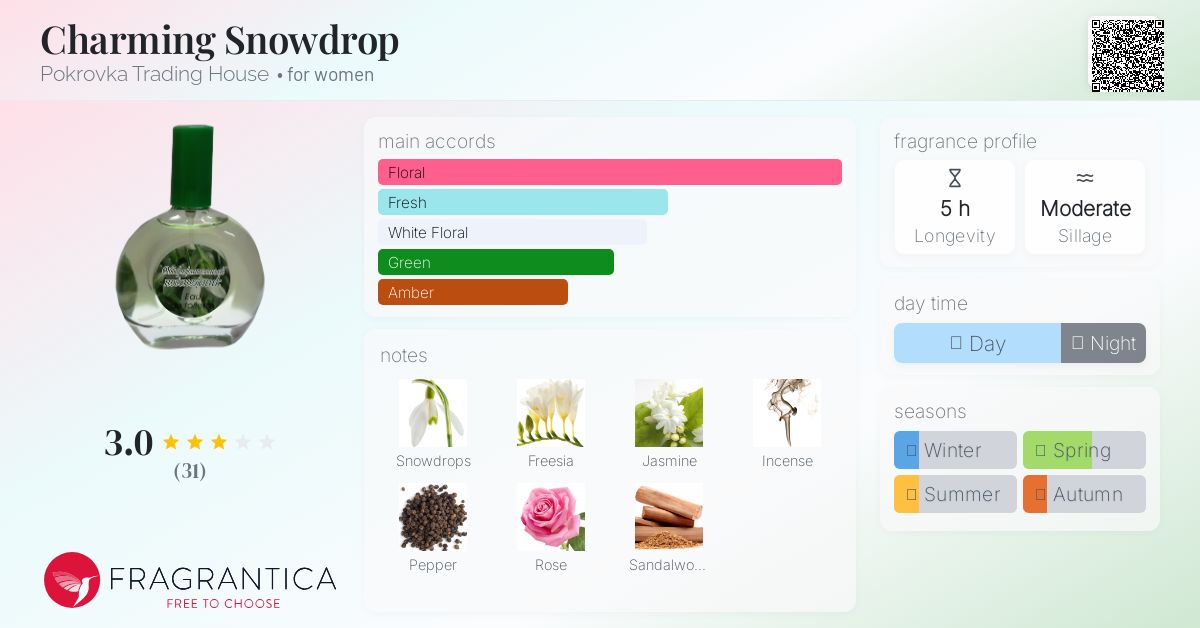 Charming Snowdrop
Pokrovka Trading House • for women
main accords
Floral
Fresh
White Floral
Green
Amber
notes
Snowdrops
Freesia
Jasmine
Incense
Pepper
Rose
Sandalwo...
fragrance profile
5 h
Longevity
Moderate
Sillage
day time
Day
Night
seasons
Winter
Spring
Summer
Autumn
3.0
(31)
FRAGRANTICA
FREE TO CHOOSE